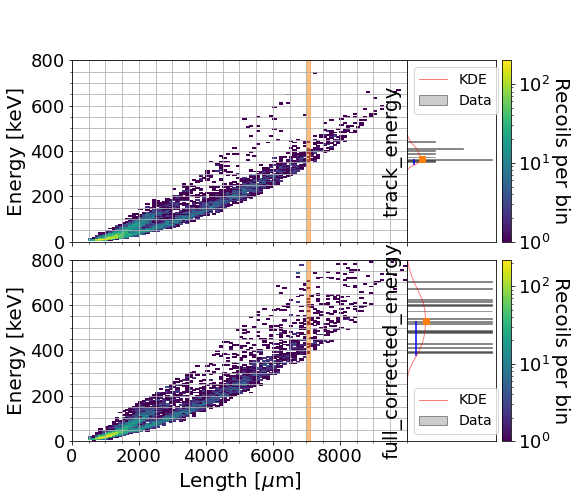 800
600
400
200
0
Energy [keV]
track_energy
KDE
Data
10²
10¹
10⁰
Recoils per bin
800
600
400
200
0
Energy [keV]
full_corrected_energy
KDE
Data
10²
10¹
10⁰
Recoils per bin
0 2000 4000 6000 8000
Length [μm]